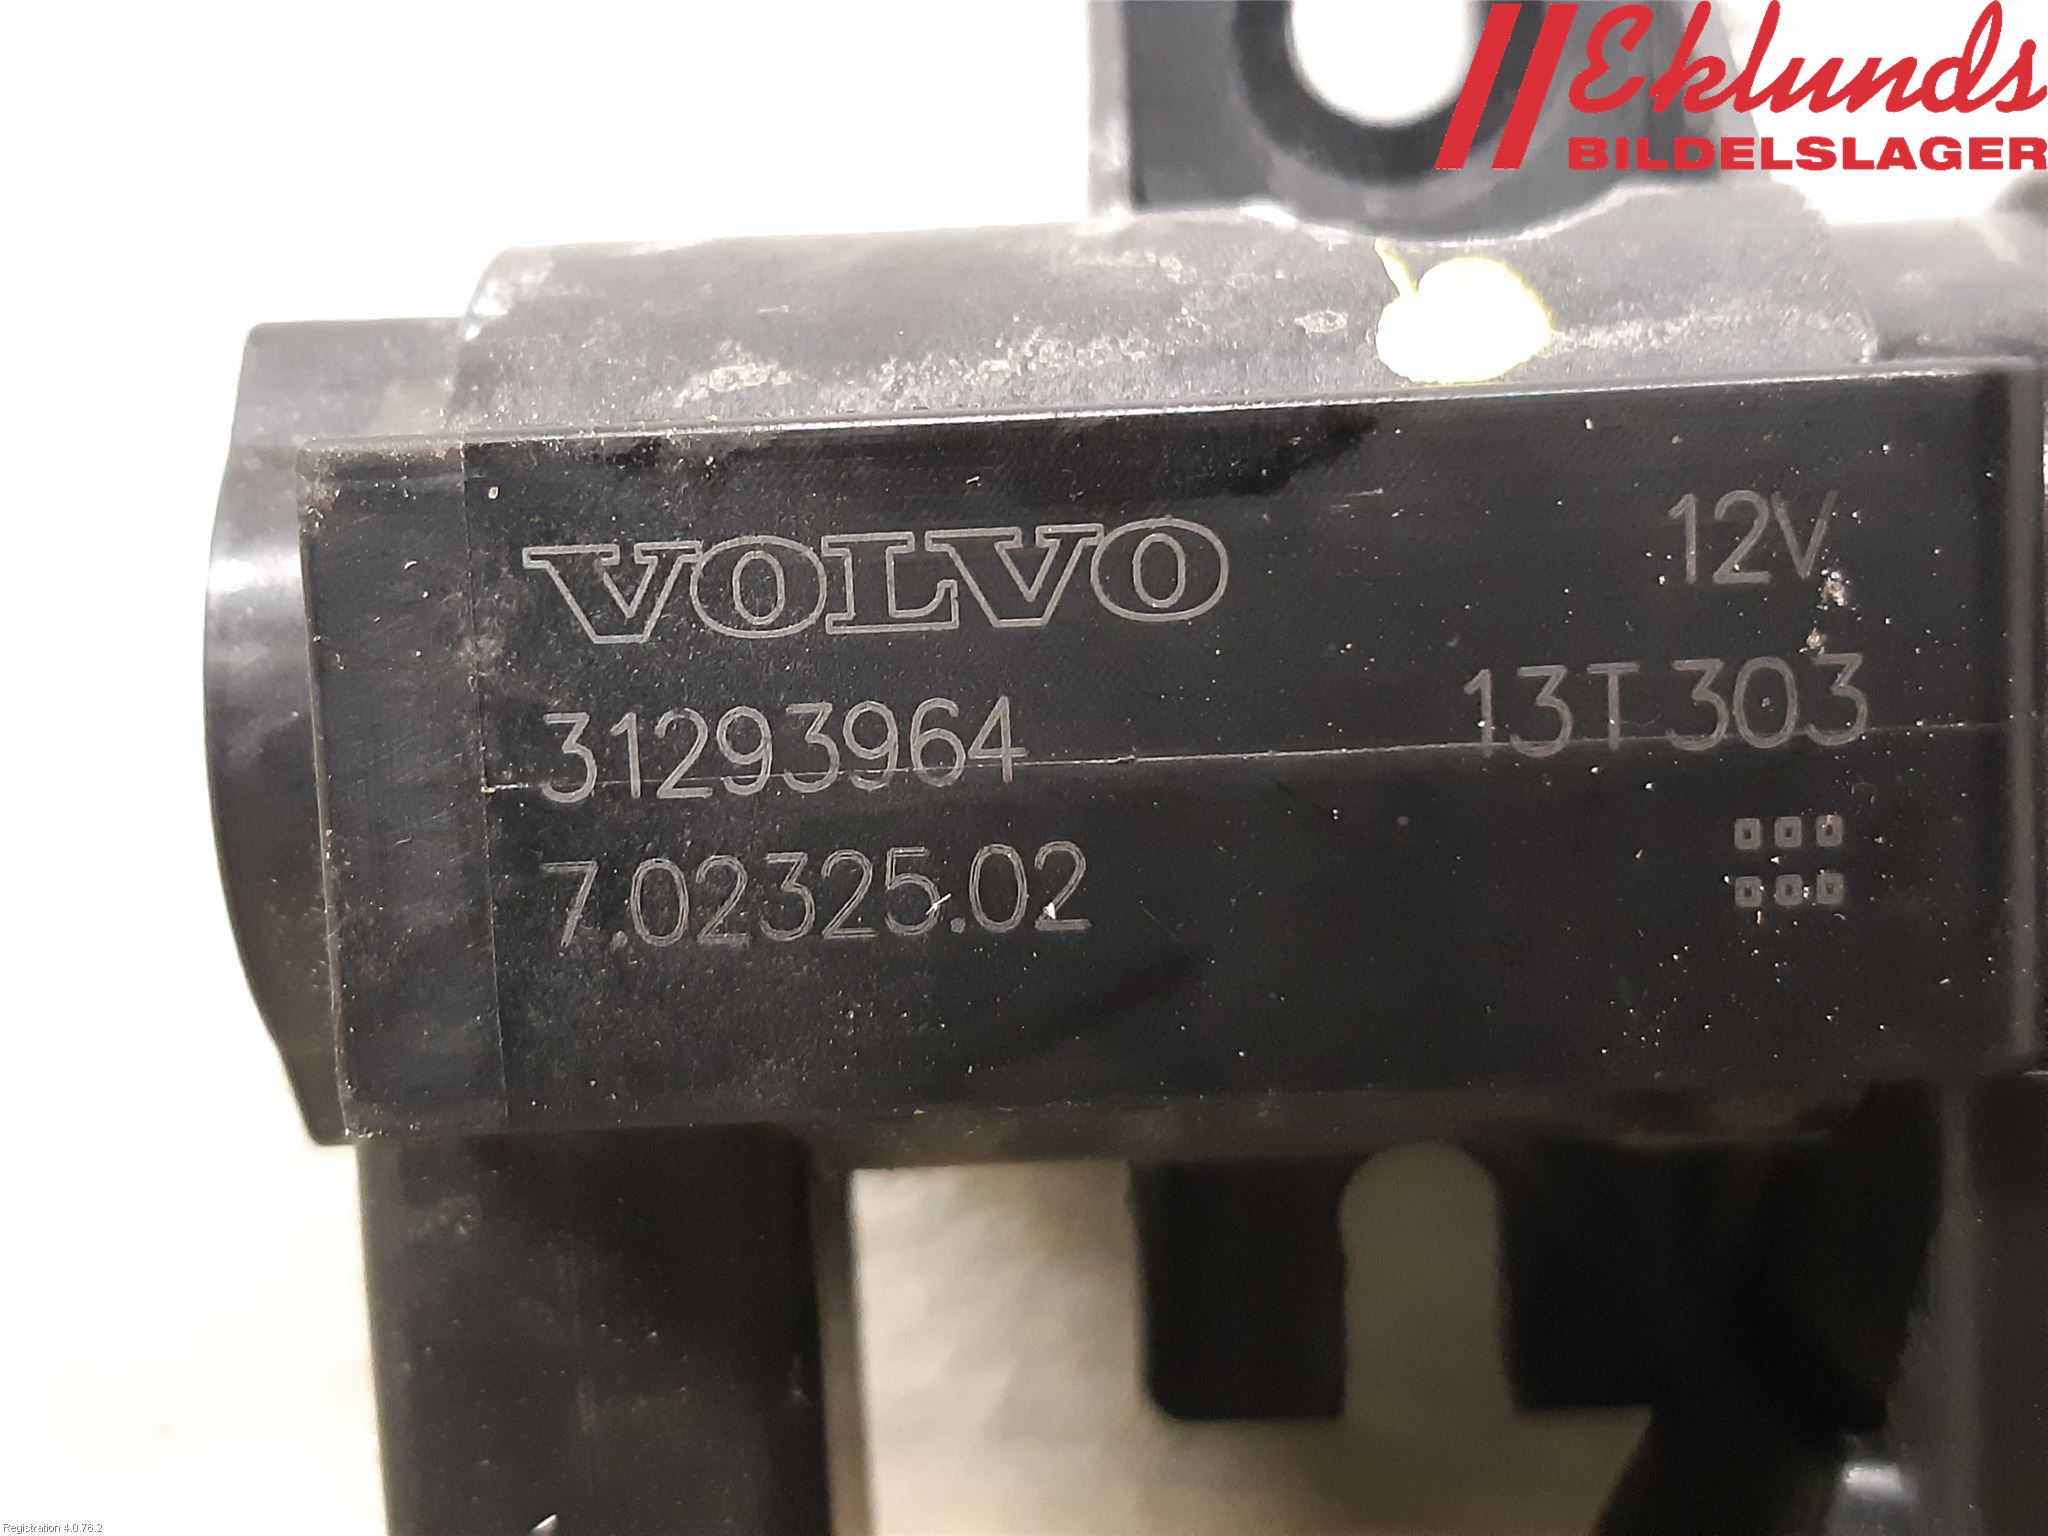 Eklunds
BILDELSLAGER
VOLVO
12V
31293964
13T303
7.02325.02
Registration 4.0.76.2